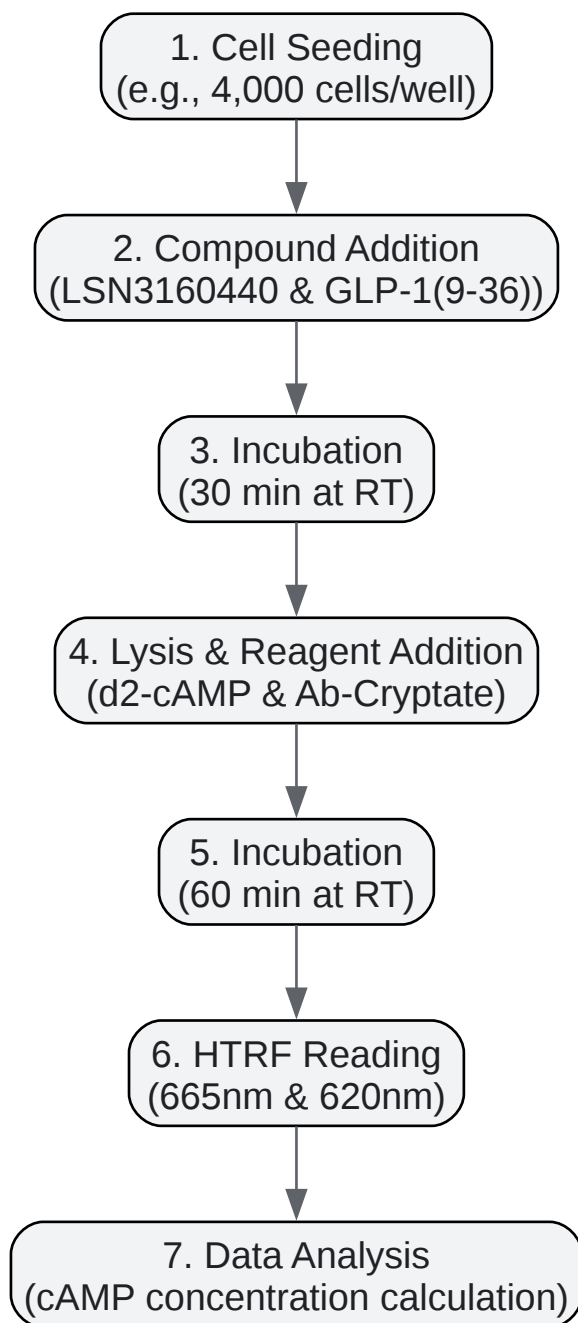 1. Cell Seeding
(e.g., 4,000 cells/well)
2. Compound Addition
(LSN3160440 & GLP-1(9-36))
3. Incubation
(30 min at RT)
4. Lysis & Reagent Addition
(d2-cAMP & Ab-Cryptate)
5. Incubation
(60 min at RT)
6. HTRF Reading
(665nm & 620nm)
7. Data Analysis
(cAMP concentration calculation)